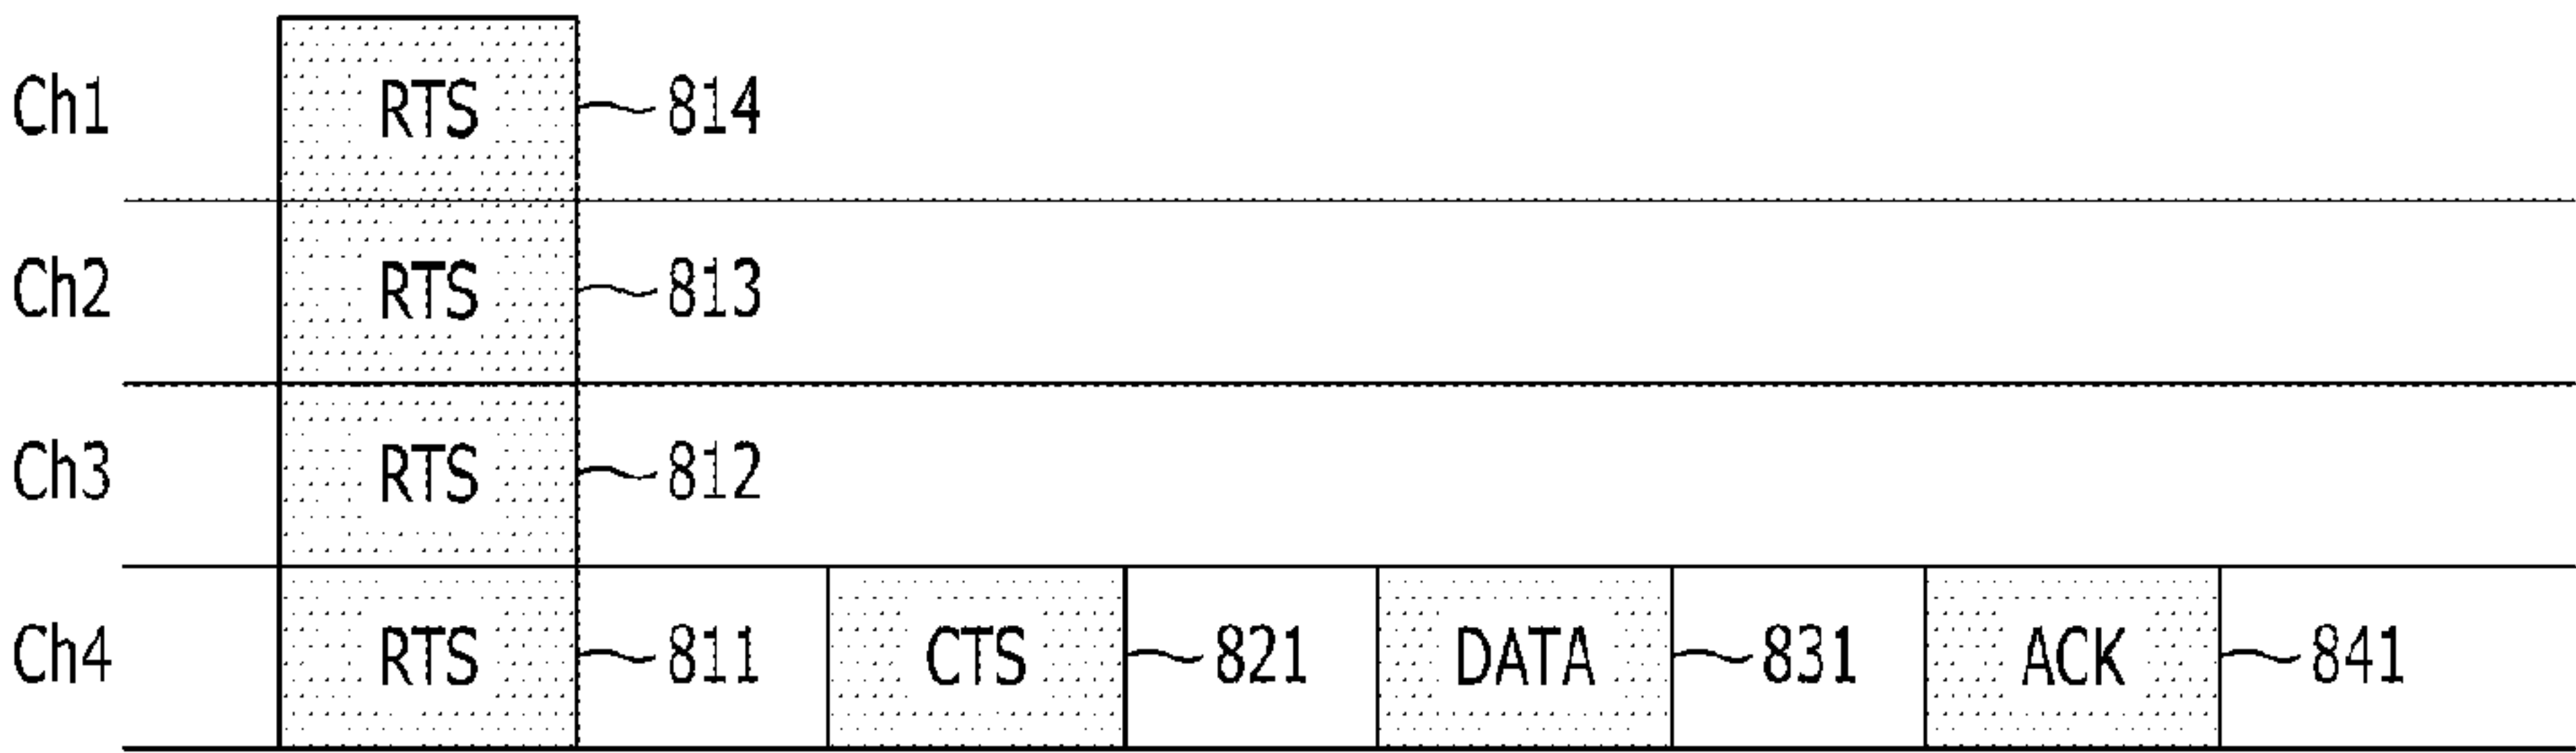 Ch1 RTS 814
Ch2 RTS 813
Ch3 RTS 812
Ch4 RTS 811 CTS 821 DATA 831 ACK 841